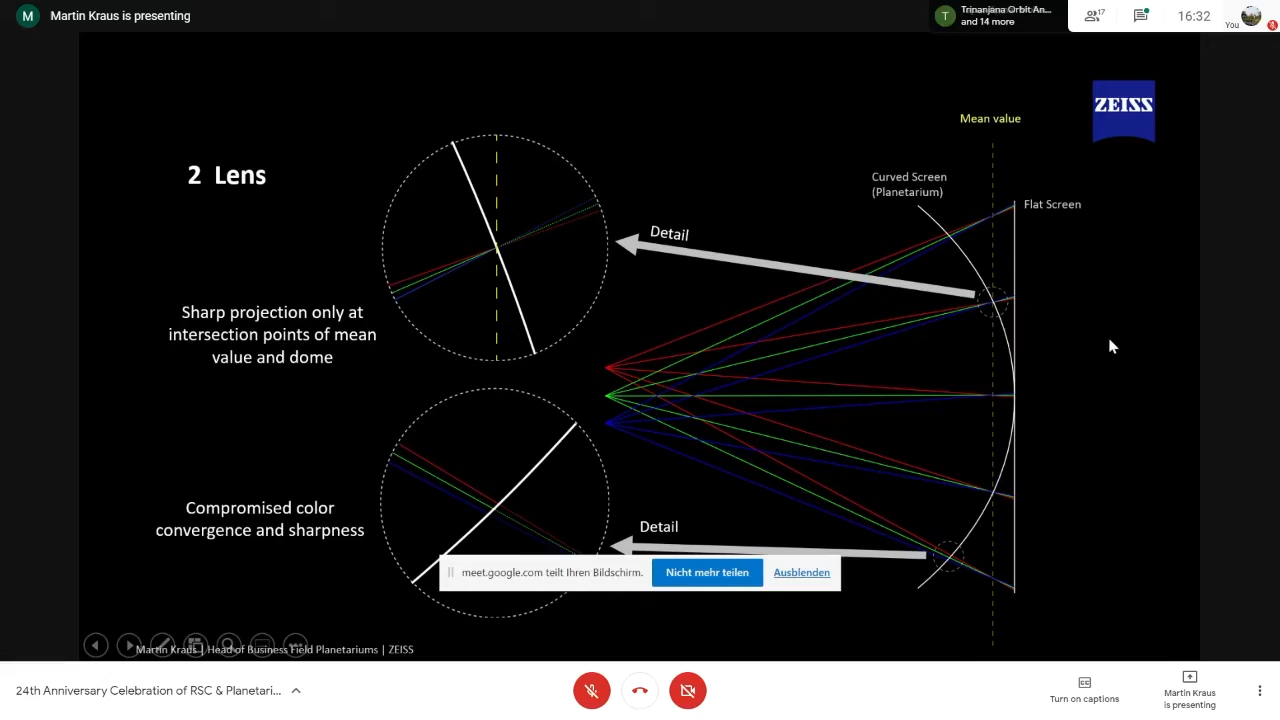 M Martin Kraus is presenting
T Trinanjana Orbit An...
and 14 more
17
16:32
You
ZEISS
Mean value
2 Lens
Curved Screen
(Planetarium)
Flat Screen
Detail
Sharp projection only at
intersection points of mean
value and dome
Compromised color
convergence and sharpness
Detail
meet.google.com teilt Ihren Bildschirm.
Nicht mehr teilen
Ausblenden
Martin Kraus | Head of Business Field Planetariums | ZEISS
24th Anniversary Celebration of RSC & Planetari...
Turn on captions
Martin Kraus
is presenting